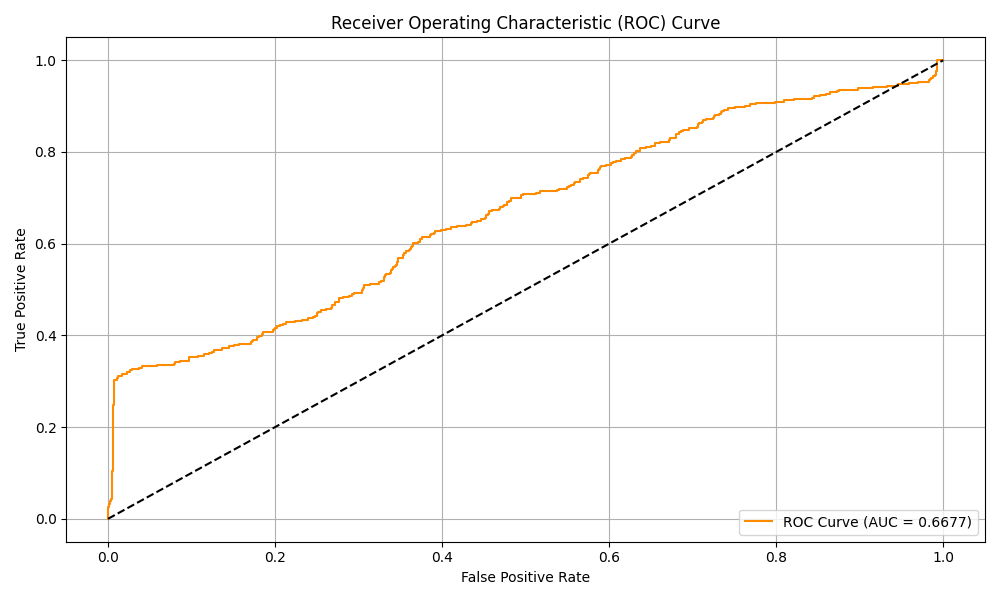 Receiver Operating Characteristic (ROC) Curve
True Positive Rate
1.0
0.8
0.6
0.4
0.2
0.0
0.0 0.2 0.4 0.6 0.8 1.0
False Positive Rate
ROC Curve (AUC = 0.6677)